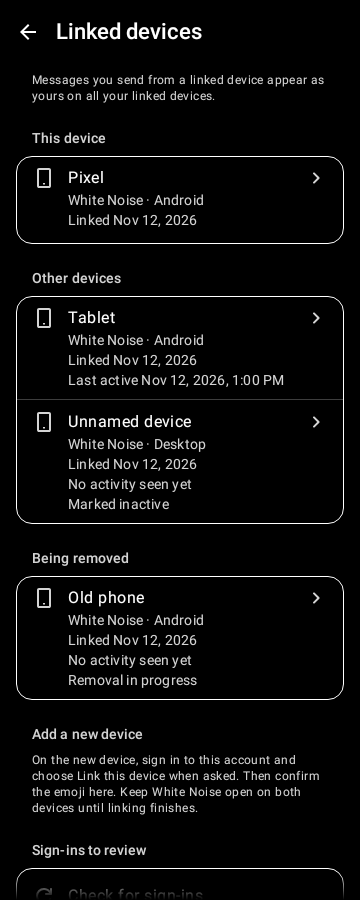 Linked devices
Messages you send from a linked device appear as
yours on all your linked devices.
This device
Pixel
White Noise · Android
Linked Nov 12, 2026
Other devices
Tablet
White Noise · Android
Linked Nov 12, 2026
Last active Nov 12, 2026, 1:00 PM
Unnamed device
White Noise · Desktop
Linked Nov 12, 2026
No activity seen yet
Marked inactive
Being removed
Old phone
White Noise · Android
Linked Nov 12, 2026
No activity seen yet
Removal in progress
Add a new device
On the new device, sign in to this account and
choose Link this device when asked. Then confirm
the emoji here. Keep White Noise open on both
devices until linking finishes.
Sign-ins to review
Check for sign-ins